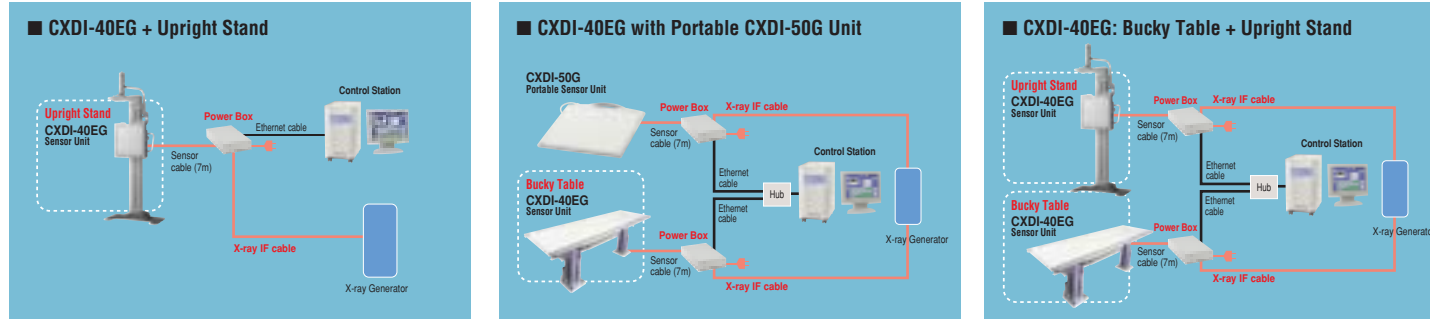 ■ CXDI-40EG + Upright Stand
Control Station
Upright Stand
CXDI-40EG
Sensor Unit
Power Box
Ethernet cable
Sensor
cable (7m)
X-ray IF cable
X-ray Generator
■ CXDI-40EG with Portable CXDI-50G Unit
CXDI-50G
Portable Sensor Unit
Power Box
X-ray IF cable
Sensor
cable (7m)
Control Station
Ethernet
cable
Hub
Bucky Table
CXDI-40EG
Sensor Unit
Ethernet
cable
Power Box
X-ray Generator
Sensor
cable (7m)
X-ray IF cable
■ CXDI-40EG: Bucky Table + Upright Stand
Upright Stand
CXDI-40EG
Sensor Unit
Power Box
X-ray IF cable
Sensor
cable (7m)
Control Station
Ethernet
cable
Hub
Bucky Table
CXDI-40EG
Sensor Unit
Ethernet
cable
Power Box
X-ray Generator
Sensor
cable (7m)
X-ray IF cable